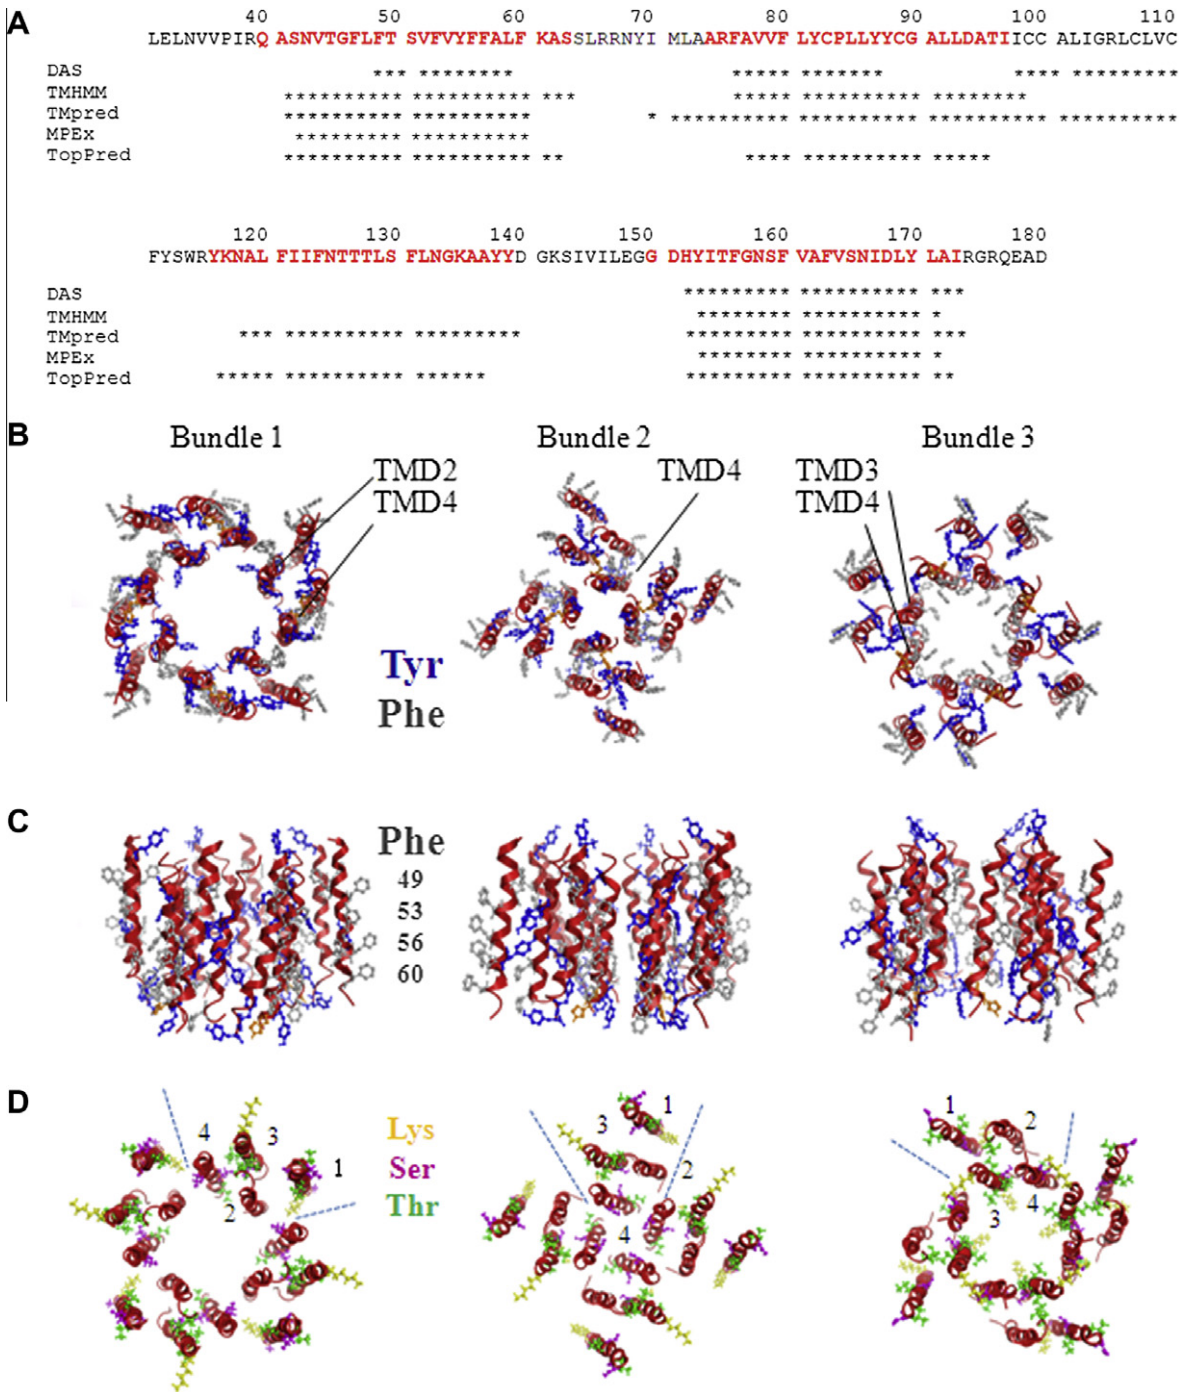 A
40 50 60 70 80 90 100 110
LELNVVPIRQ ASNVTGFLFT SVFVYFFALF KASSLRRNYI MLAARFAVVF LYCPLLYYCG ALLDATIICC ALIGRLCLVC
DAS *** ******** ***** ******* **** *********
TMHMM ********** ********** *** ***** ********** ********
TMpred ********** ********** * ********** ********** ********** **********
MPEx ********* **********
TopPred ********** ********** ** **** ********** *****
120 130 140 150 160 170 180
FYSWRYKNAL FIIFNTTTLS FLNGKAAYYD GKSIVILEGG DHYITFGNSF VAFVSNIDLY LAIRGRQEAD
DAS ********* ********** ***
TMHMM ******** ********** *
TMpred *** ********** ********* ********* ********** ***
MPEx ******** ********** *
TopPred ***** ********** ****** ********* ********** **
B
Bundle 1 Bundle 2 Bundle 3
TMD2
TMD4
TMD4
TMD3
TMD4
Tyr
Phe
C
Phe
49
53
56
60
D
4 3 1 2
Lys
Ser
Thr
3 1 2 4
1 2 3 4